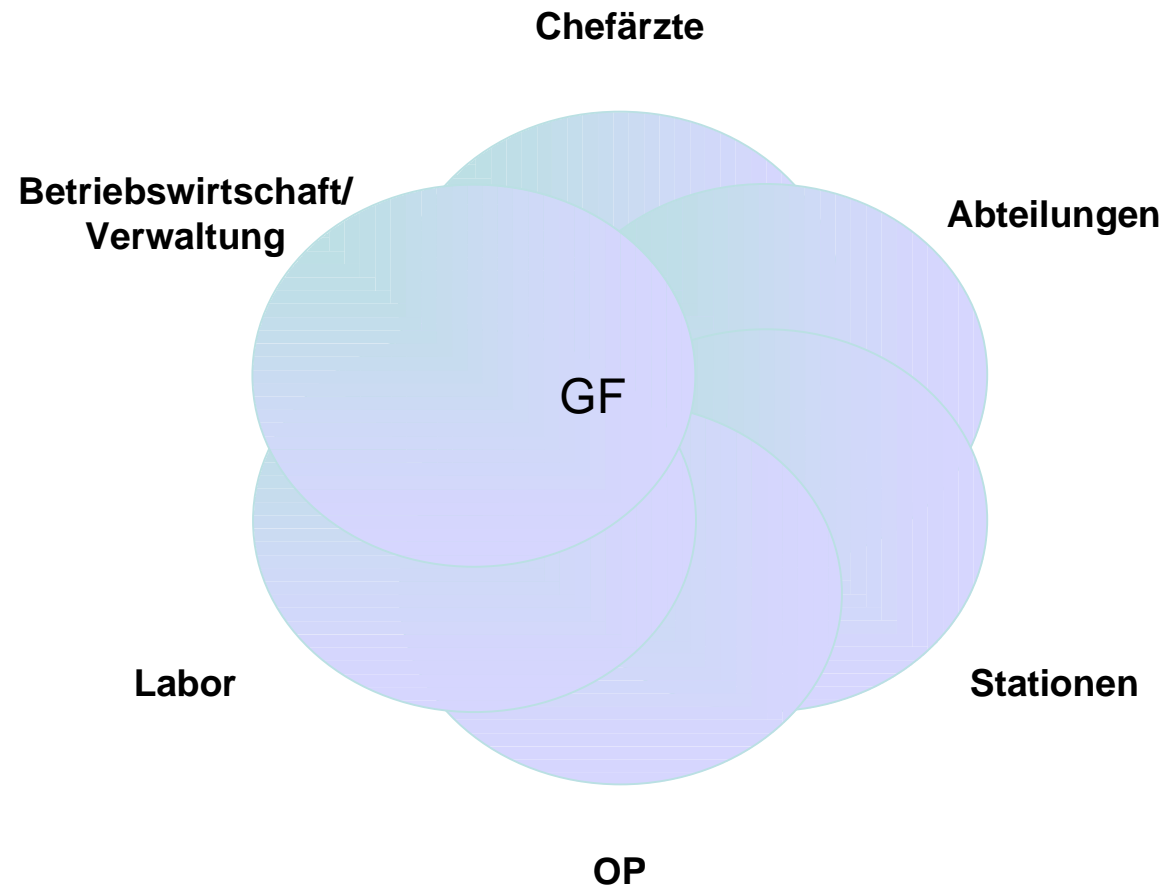 Chefärzte
Betriebswirtschaft/
Verwaltung
Abteilungen
GF
Labor
Stationen
OP